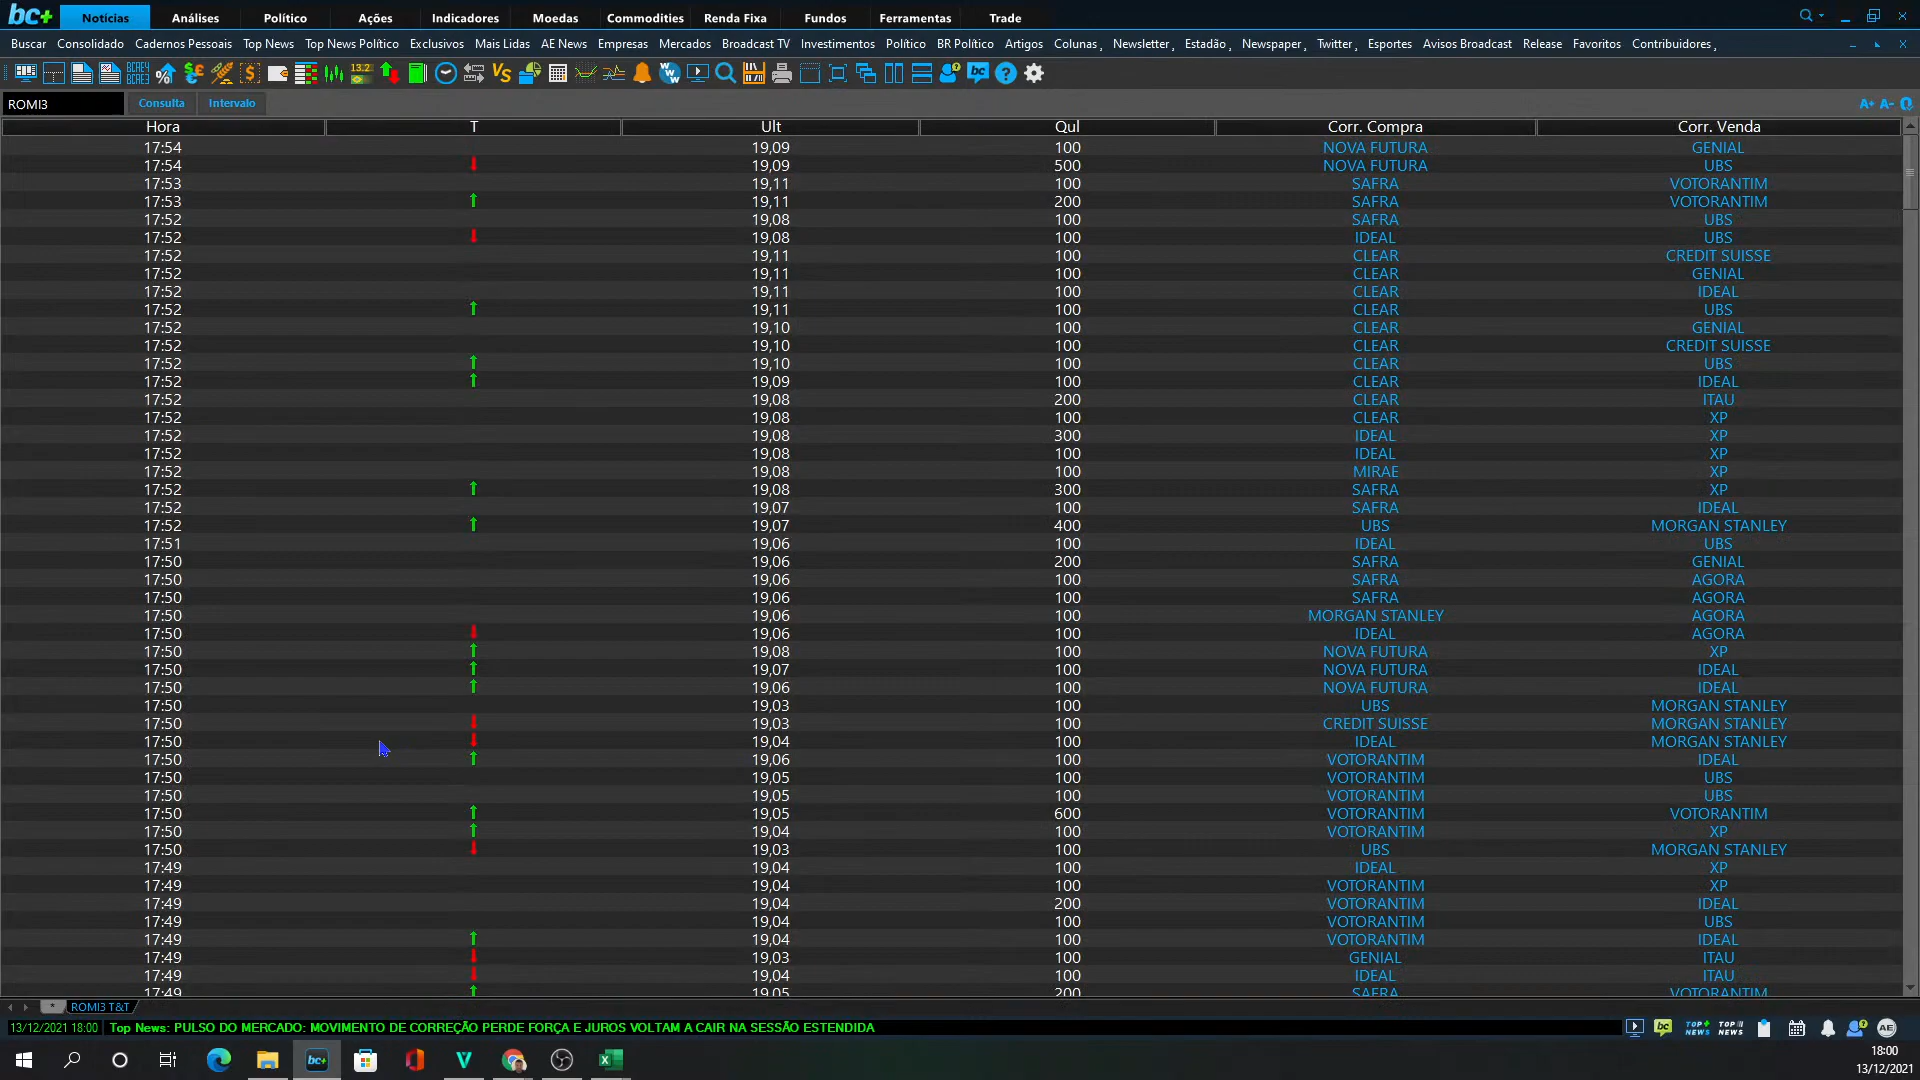 bc+ Notícias Análises Político Ações Indicadores Moedas Commodities Renda Fixa Fundos Ferramentas Trade
Buscar Consolidado Cadernos Pessoais Top News Top News Político Exclusivos Mais Lidas AE News Empresas Mercados Broadcast TV Investimentos Político BR Político Artigos Colunas Newsletter Estadão Newspaper Twitter Esportes Avisos Broadcast Release Favoritos Contribuidores
ROMI3 Consulta Intervalo A+ A-
Hora T Ult Qul Corr. Compra Corr. Venda
17:54 19,09 100 NOVA FUTURA GENIAL
17:54 19,09 500 NOVA FUTURA UBS
17:53 19,11 100 SAFRA VOTORANTIM
17:53 19,11 200 SAFRA VOTORANTIM
17:52 19,08 100 SAFRA UBS
17:52 19,08 100 IDEAL UBS
17:52 19,11 100 CLEAR CREDIT SUISSE
17:52 19,11 100 CLEAR GENIAL
17:52 19,11 100 CLEAR IDEAL
17:52 19,11 100 CLEAR UBS
17:52 19,10 100 CLEAR GENIAL
17:52 19,10 100 CLEAR CREDIT SUISSE
17:52 19,10 100 CLEAR UBS
17:52 19,09 100 CLEAR IDEAL
17:52 19,08 200 CLEAR ITAU
17:52 19,08 100 CLEAR XP
17:52 19,08 300 IDEAL XP
17:52 19,08 100 IDEAL XP
17:52 19,08 100 MIRAE XP
17:52 19,08 300 SAFRA XP
17:52 19,07 100 SAFRA IDEAL
17:52 19,07 400 UBS MORGAN STANLEY
17:51 19,06 100 IDEAL UBS
17:50 19,06 200 SAFRA GENIAL
17:50 19,06 100 SAFRA AGORA
17:50 19,06 100 SAFRA AGORA
17:50 19,06 100 MORGAN STANLEY AGORA
17:50 19,06 100 IDEAL AGORA
17:50 19,08 100 NOVA FUTURA XP
17:50 19,07 100 NOVA FUTURA IDEAL
17:50 19,06 100 NOVA FUTURA IDEAL
17:50 19,03 100 UBS MORGAN STANLEY
17:50 19,03 100 CREDIT SUISSE MORGAN STANLEY
17:50 19,04 100 IDEAL MORGAN STANLEY
17:50 19,06 100 VOTORANTIM IDEAL
17:50 19,05 100 VOTORANTIM UBS
17:50 19,05 100 VOTORANTIM UBS
17:50 19,05 600 VOTORANTIM VOTORANTIM
17:50 19,04 100 VOTORANTIM XP
17:50 19,03 100 UBS MORGAN STANLEY
17:49 19,04 100 IDEAL XP
17:49 19,04 100 VOTORANTIM XP
17:49 19,04 200 VOTORANTIM IDEAL
17:49 19,04 100 VOTORANTIM UBS
17:49 19,04 100 VOTORANTIM IDEAL
17:49 19,03 100 GENIAL ITAU
17:49 19,04 100 IDEAL ITAU
17:49 19,05 200 SAFRA VOTORANTIM
* ROMI3 T&T
13/12/2021 18:00 Top News: PULSO DO MERCADO: MOVIMENTO DE CORREÇÃO PERDE FORÇA E JUROS VOLTAM A CAIR NA SESSÃO ESTENDIDA
18:00
13/12/2021